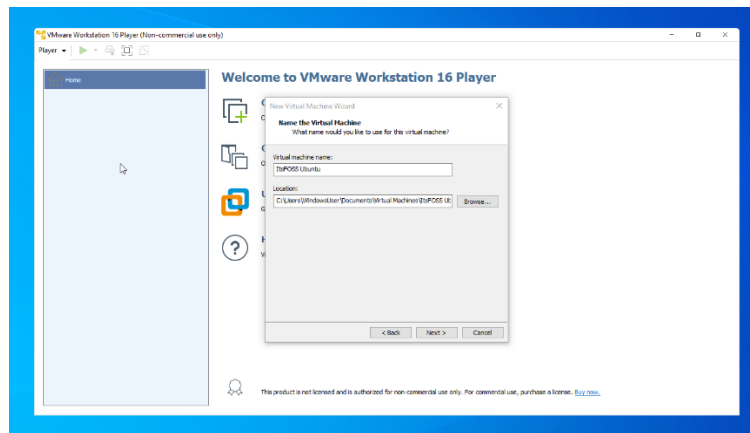 VMware Workstation 16 Player (Non-commercial use only)
Player
Home
Welcome to VMware Workstation 16 Player
New Virtual Machine Wizard
Name the Virtual Machine
What name would you like to use for this virtual machine?
Virtual machine name:
ItsFOSS Ubuntu
Location:
C:\Users\WindowsUser\Documents\Virtual Machines\ItsFOSS Ub
Browse...
< Back
Next >
Cancel
This product is not licensed and is authorized for non-commercial use only. For commercial use, purchase a license. Buy now.